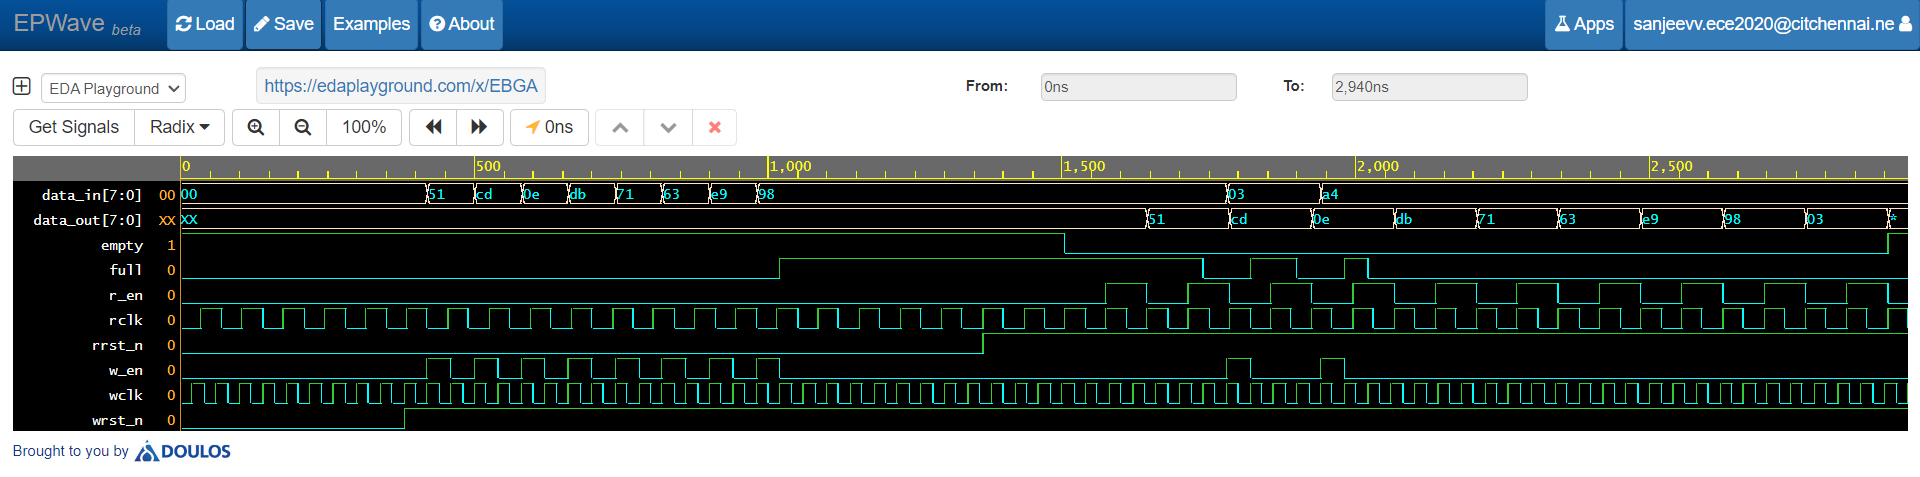 EPWave beta Load Save Examples About Apps sanjeevv.ece2020@citchennai.ne
EDA Playground https://edaplayground.com/x/EBGA From: 0ns To: 2,940ns
Get Signals Radix 100% 0ns
0 500 1,000 1,500 2,000 2,500
data_in[7:0] 00 00 51 cd 0e db 71 63 e9 98 03 a4
data_out[7:0] XX XX 51 cd 0e db 71 63 e9 98 03 *
empty 1
full 0
r_en 0
rclk 0
rrst_n 0
w_en 0
wclk 0
wrst_n 0
Brought to you by DOULOS